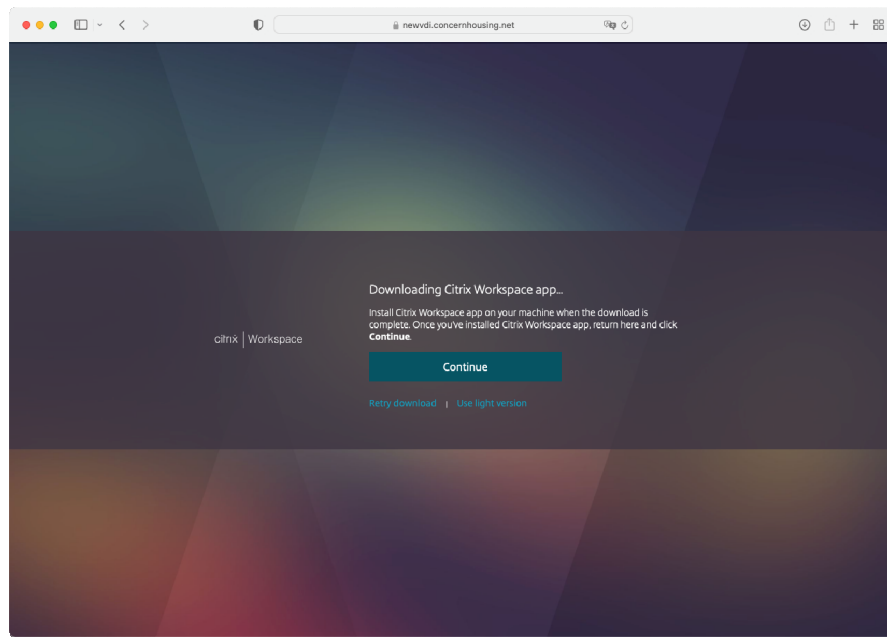 newvdi.concernhousing.net
Downloading Citrix Workspace app...
Install Citrix Workspace app on your machine when the download is
complete. Once you've installed Citrix Workspace app, return here and click
Continue.
citrix | Workspace
Continue
Retry download | Use light version